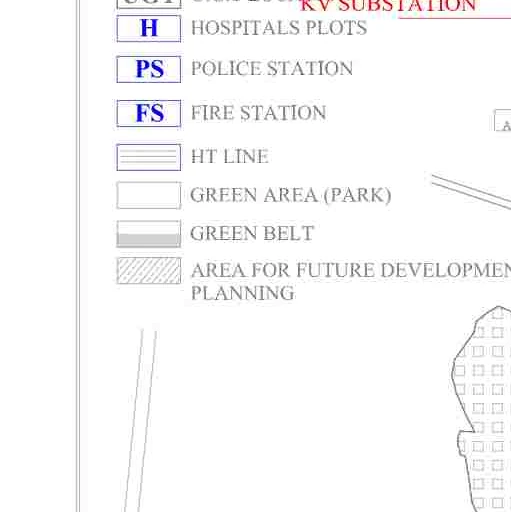 KV SUBSTATION
H HOSPITALS PLOTS
PS POLICE STATION
FS FIRE STATION
HT LINE
GREEN AREA (PARK)
GREEN BELT
AREA FOR FUTURE DEVELOPMEN
PLANNING
A